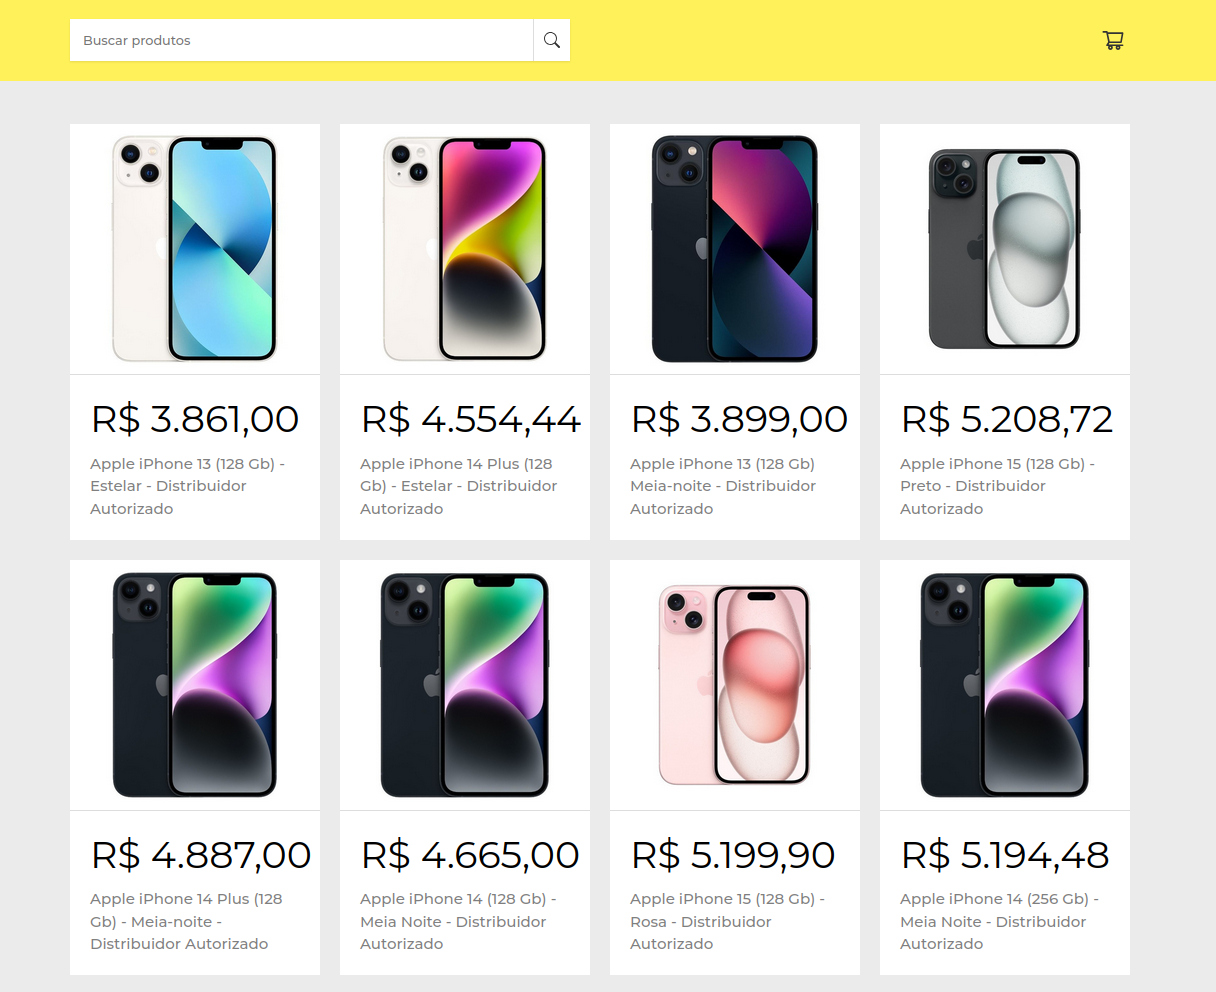 Buscar produtos
R$ 3.861,00
Apple iPhone 13 (128 Gb) -
Estelar - Distribuidor
Autorizado
R$ 4.554,44
Apple iPhone 14 Plus (128
Gb) - Estelar - Distribuidor
Autorizado
R$ 3.899,00
Apple iPhone 13 (128 Gb)
Meia-noite - Distribuidor
Autorizado
R$ 5.208,72
Apple iPhone 15 (128 Gb) -
Preto - Distribuidor
Autorizado
R$ 4.887,00
Apple iPhone 14 Plus (128
Gb) - Meia-noite -
Distribuidor Autorizado
R$ 4.665,00
Apple iPhone 14 (128 Gb) -
Meia Noite - Distribuidor
Autorizado
R$ 5.199,90
Apple iPhone 15 (128 Gb) -
Rosa - Distribuidor
Autorizado
R$ 5.194,48
Apple iPhone 14 (256 Gb) -
Meia Noite - Distribuidor
Autorizado